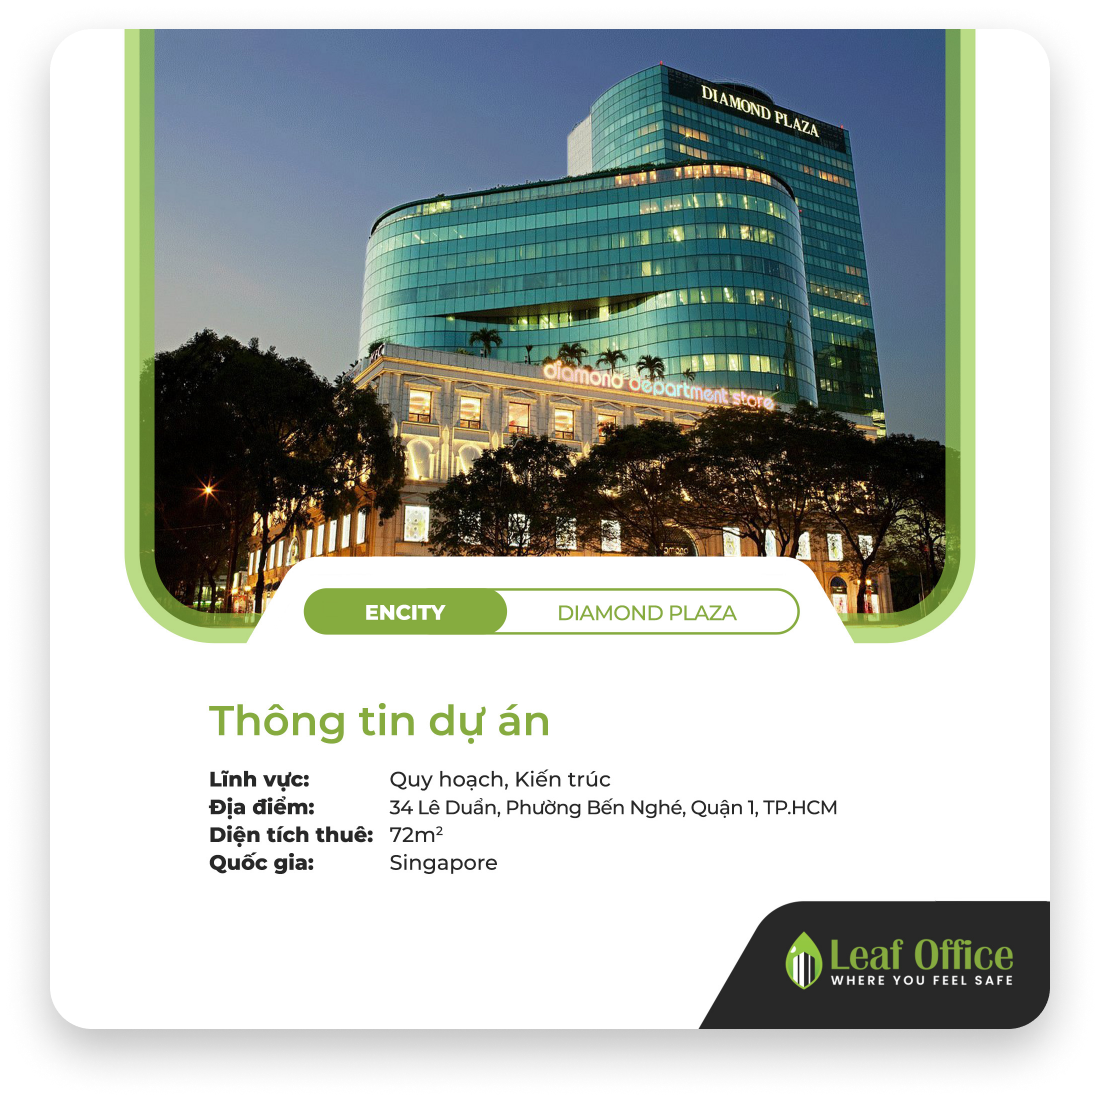 DIAMOND PLAZA
diamond department store
ENCITY
DIAMOND PLAZA
Thông tin dự án
Lĩnh vực: Quy hoạch, Kiến trúc
Địa điểm: 34 Lê Duẩn, Phường Bến Nghé, Quận 1, TP.HCM
Diện tích thuê: 72m²
Quốc gia: Singapore
Leaf Office
WHERE YOU FEEL SAFE